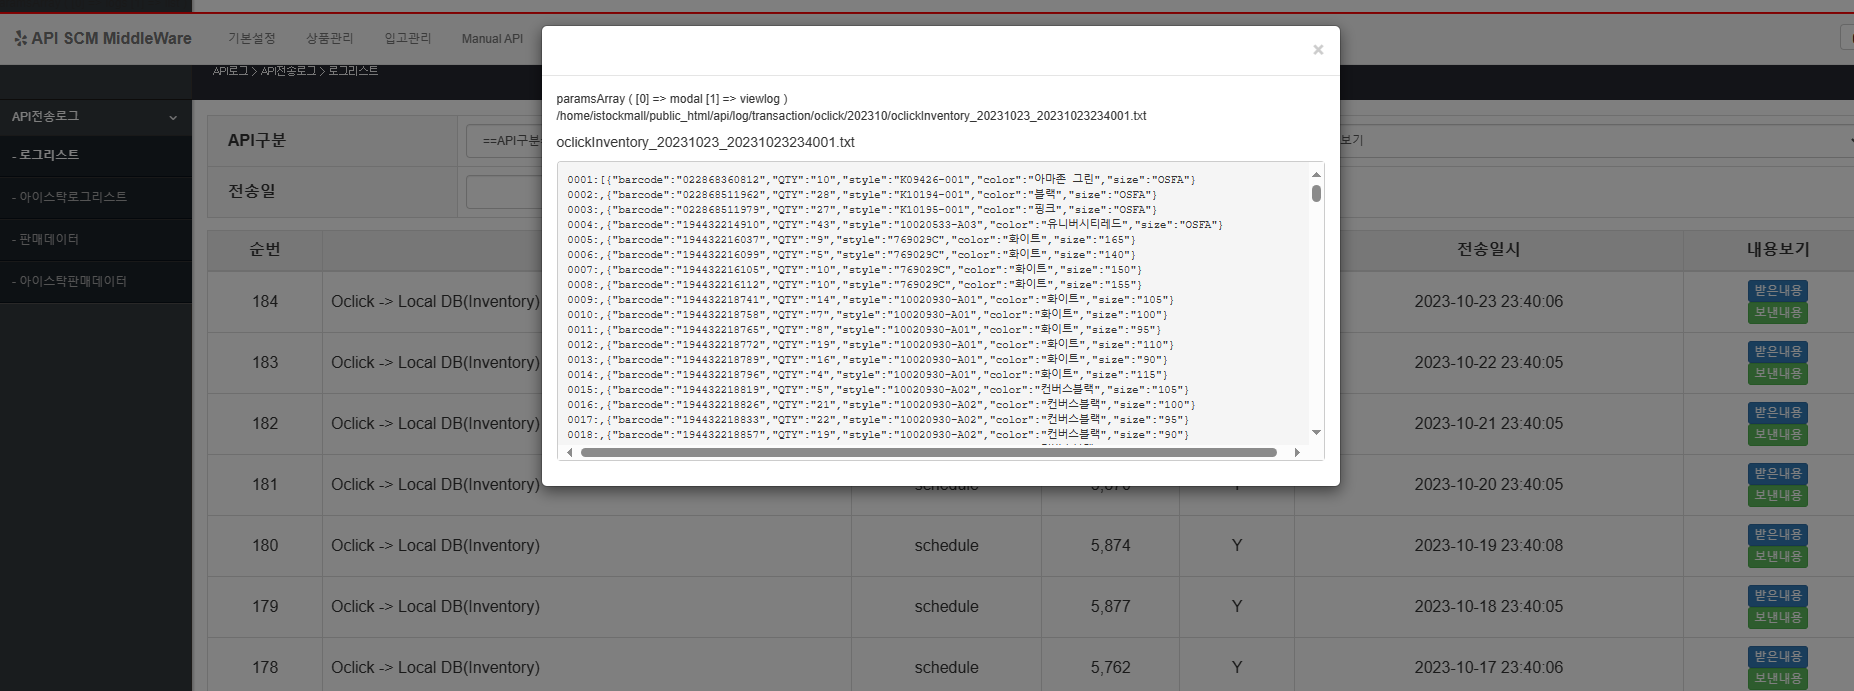 API SCM MiddleWare
기본설정 상품관리 입고관리 Manual API
API로그 > API전송로그 > 로그리스트
×
paramsArray ( [0] => modal [1] => viewlog )
/home/istockmall/public_html/api/log/transaction/oclick/202310/oclickInventory_20231023_20231023234001.txt
oclickInventory_20231023_20231023234001.txt
0001:[{"barcode":"022868360812","QTY":"10","style":"K09426-001","color":"아마존 그린","size":"OSFA"}
0002:,{"barcode":"022868511962","QTY":"28","style":"K10194-001","color":"블랙","size":"OSFA"}
0003:,{"barcode":"022868511979","QTY":"27","style":"K10195-001","color":"핑크","size":"OSFA"}
0004:,{"barcode":"194432214910","QTY":"43","style":"10020533-A03","color":"유니버시티레드","size":"OSFA"}
0005:,{"barcode":"194432216037","QTY":"9","style":"769029C","color":"화이트","size":"165"}
0006:,{"barcode":"194432216099","QTY":"5","style":"769029C","color":"화이트","size":"140"}
0007:,{"barcode":"194432216105","QTY":"10","style":"769029C","color":"화이트","size":"150"}
0008:,{"barcode":"194432216112","QTY":"10","style":"769029C","color":"화이트","size":"155"}
0009:,{"barcode":"194432218741","QTY":"14","style":"10020930-A01","color":"화이트","size":"105"}
0010:,{"barcode":"194432218758","QTY":"7","style":"10020930-A01","color":"화이트","size":"100"}
0011:,{"barcode":"194432218765","QTY":"8","style":"10020930-A01","color":"화이트","size":"95"}
0012:,{"barcode":"194432218772","QTY":"19","style":"10020930-A01","color":"화이트","size":"110"}
0013:,{"barcode":"194432218789","QTY":"16","style":"10020930-A01","color":"화이트","size":"90"}
0014:,{"barcode":"194432218796","QTY":"4","style":"10020930-A01","color":"화이트","size":"115"}
0015:,{"barcode":"194432218819","QTY":"5","style":"10020930-A02","color":"컨버스블랙","size":"105"}
0016:,{"barcode":"194432218826","QTY":"21","style":"10020930-A02","color":"컨버스블랙","size":"100"}
0017:,{"barcode":"194432218833","QTY":"22","style":"10020930-A02","color":"컨버스블랙","size":"95"}
0018:,{"barcode":"194432218857","QTY":"19","style":"10020930-A02","color":"컨버스블랙","size":"90"}
API전송로그
- 로그리스트
- 아이스탁로그리스트
- 판매데이터
- 아이스탁판매데이터
API구분 ==API구분 보기
전송일
순번 전송일시 내용보기
184 Oclick -> Local DB(Inventory) 2023-10-23 23:40:06 받은내용
보낸내용
183 Oclick -> Local DB(Inventory) 2023-10-22 23:40:05 받은내용
보낸내용
182 Oclick -> Local DB(Inventory) 2023-10-21 23:40:05 받은내용
보낸내용
181 Oclick -> Local DB(Inventory) schedule Y 2023-10-20 23:40:05 받은내용
보낸내용
180 Oclick -> Local DB(Inventory) schedule 5,874 Y 2023-10-19 23:40:08 받은내용
보낸내용
179 Oclick -> Local DB(Inventory) schedule 5,877 Y 2023-10-18 23:40:05 받은내용
보낸내용
178 Oclick -> Local DB(Inventory) schedule 5,762 Y 2023-10-17 23:40:06 받은내용
보낸내용